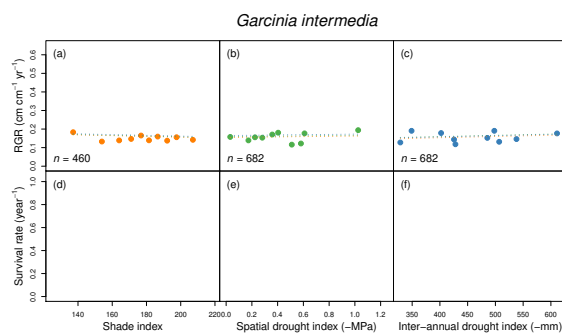 Garcinia intermedia
(a) (b) (c)
RGR (cm cm⁻¹ yr⁻¹)
0.0 0.1 0.2 0.3 0.4 0.5 0.6
n = 460 n = 682 n = 682
(d) (e) (f)
Survival rate (year⁻¹)
0.0 0.2 0.4 0.6 0.8 1.0
140 160 180 200 220 0.0 0.2 0.4 0.6 0.8 1.0 1.2 350 400 450 500 550 600
Shade index Spatial drought index (−MPa) Inter−annual drought index (−mm)